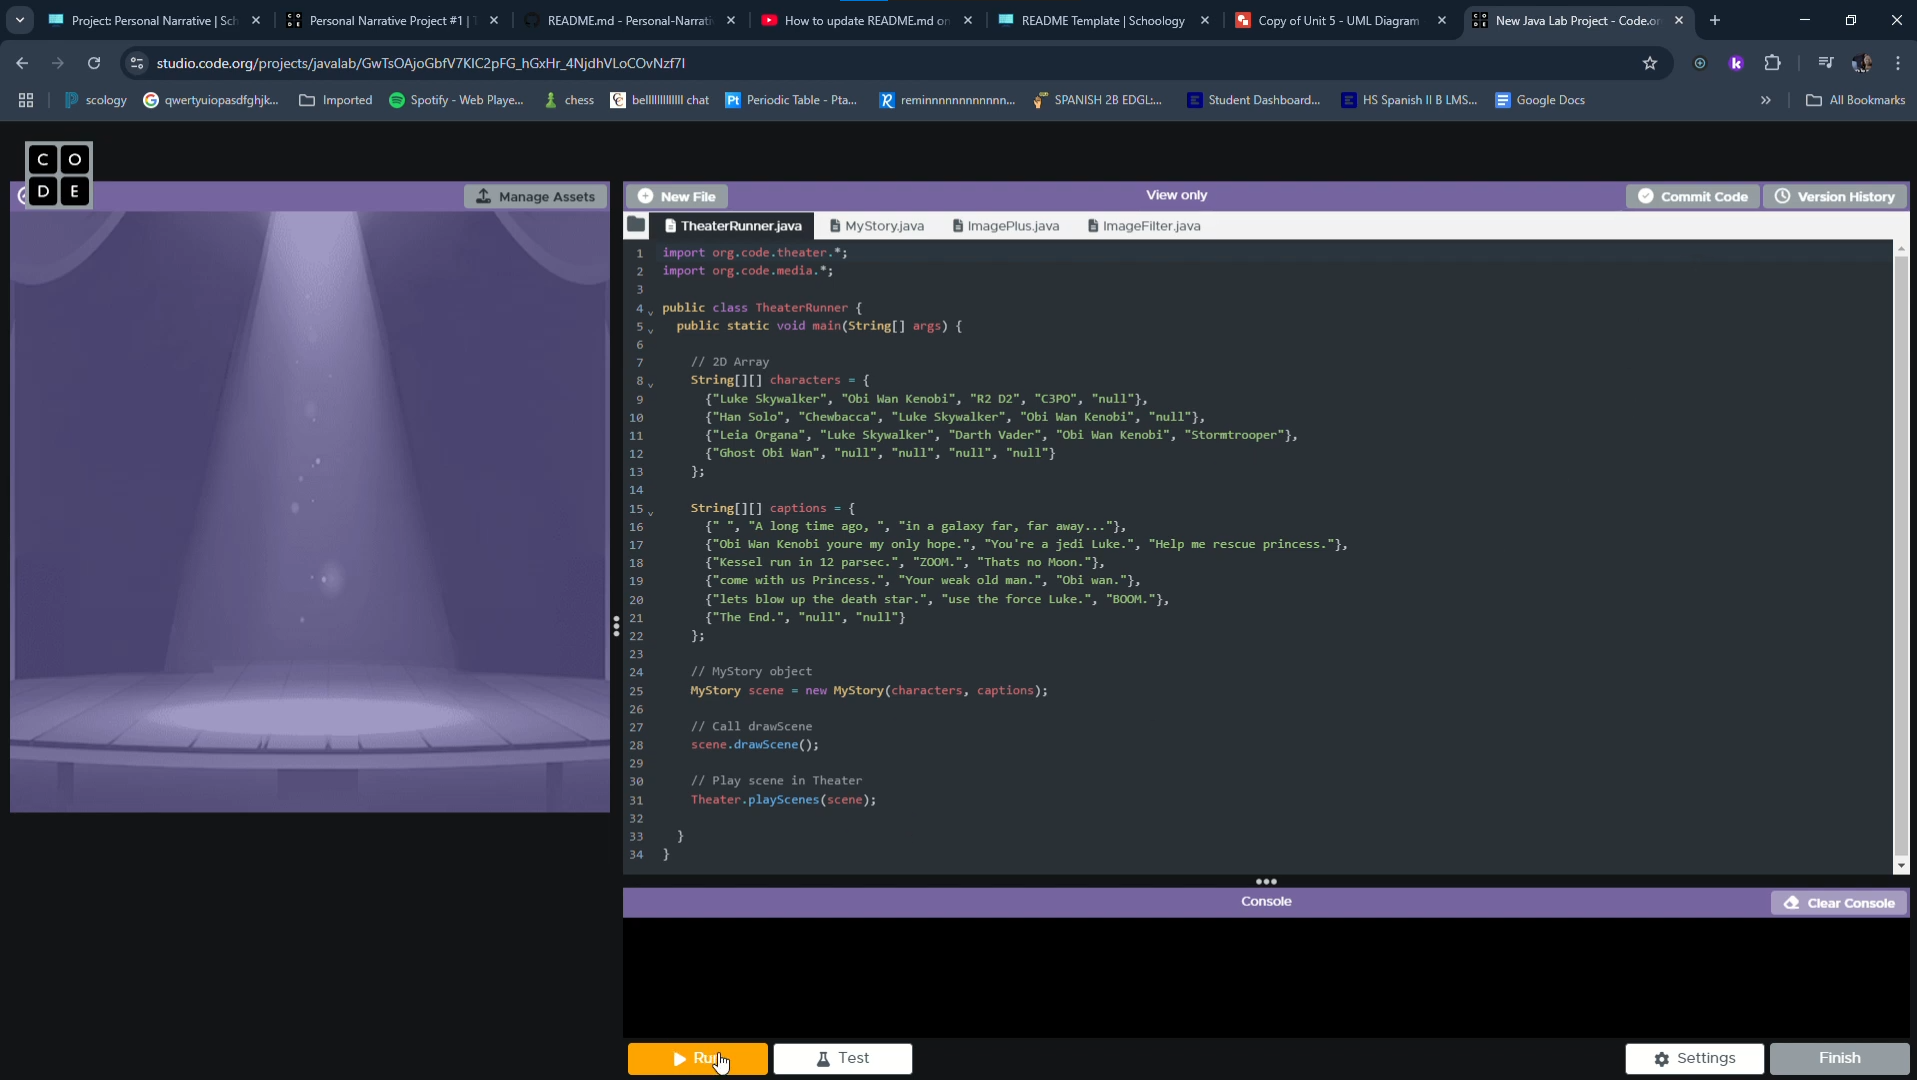 Project: Personal Narrative | Sch
Personal Narrative Project #1 | T
README.md - Personal-Narrati
How to update README.md on
README Template | Schoology
Copy of Unit 5 - UML Diagram
New Java Lab Project - Code.or
studio.code.org/projects/javalab/GwTsOAjoGbfV7KIC2pFG_hGxHr_4NjdhVLoCOvNzf7I
scology
qwertyuiopasdfghjk...
Imported
Spotify - Web Playe...
chess
bellllllllllllll chat
Periodic Table - Pta...
reminnnnnnnnnnn...
SPANISH 2B EDGL:...
Student Dashboard...
HS Spanish II B LMS...
Google Docs
All Bookmarks
C O
D E
Manage Assets
New File
View only
Commit Code
Version History
TheaterRunner.java
MyStory.java
ImagePlus.java
ImageFilter.java
1 import org.code.theater.*;
2 import org.code.media.*;
3
4 public class TheaterRunner {
5 public static void main(String[] args) {
6
7 // 2D Array
8 String[][] characters = {
9 {"Luke Skywalker", "Obi Wan Kenobi", "R2 D2", "C3PO", "null"},
10 {"Han Solo", "Chewbacca", "Luke Skywalker", "Obi Wan Kenobi", "null"},
11 {"Leia Organa", "Luke Skywalker", "Darth Vader", "Obi Wan Kenobi", "Stormtrooper"},
12 {"Ghost Obi Wan", "null", "null", "null", "null"}
13 };
14
15 String[][] captions = {
16 {" ", "A long time ago, ", "in a galaxy far, far away..."},
17 {"Obi Wan Kenobi youre my only hope.", "You're a jedi Luke.", "Help me rescue princess."},
18 {"Kessel run in 12 parsec.", "ZOOM.", "Thats no Moon."},
19 {"come with us Princess.", "Your weak old man.", "Obi wan."},
20 {"lets blow up the death star.", "use the force Luke.", "BOOM."},
21 {"The End.", "null", "null"}
22 };
23
24 // MyStory object
25 MyStory scene = new MyStory(characters, captions);
26
27 // Call drawScene
28 scene.drawScene();
29
30 // Play scene in Theater
31 Theater.playScenes(scene);
32
33 }
34 }
Console
Clear Console
Run
Test
Settings
Finish